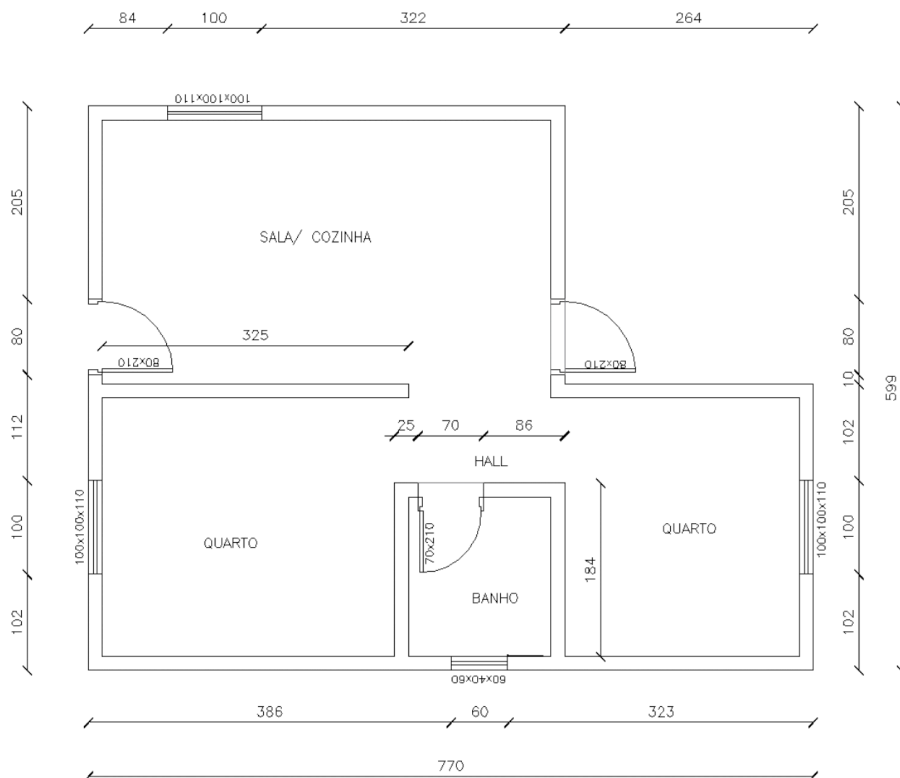 84 100 322 264
100x100x110
205 205
SALA/ COZINHA
80 325 80
80x210 80x210
10
599
112 102
25 70 86
HALL
100x100x110 100 QUARTO 70x210 QUARTO 100 100x100x110
184
BANHO
102 102
60x40x60
386 60 323
770